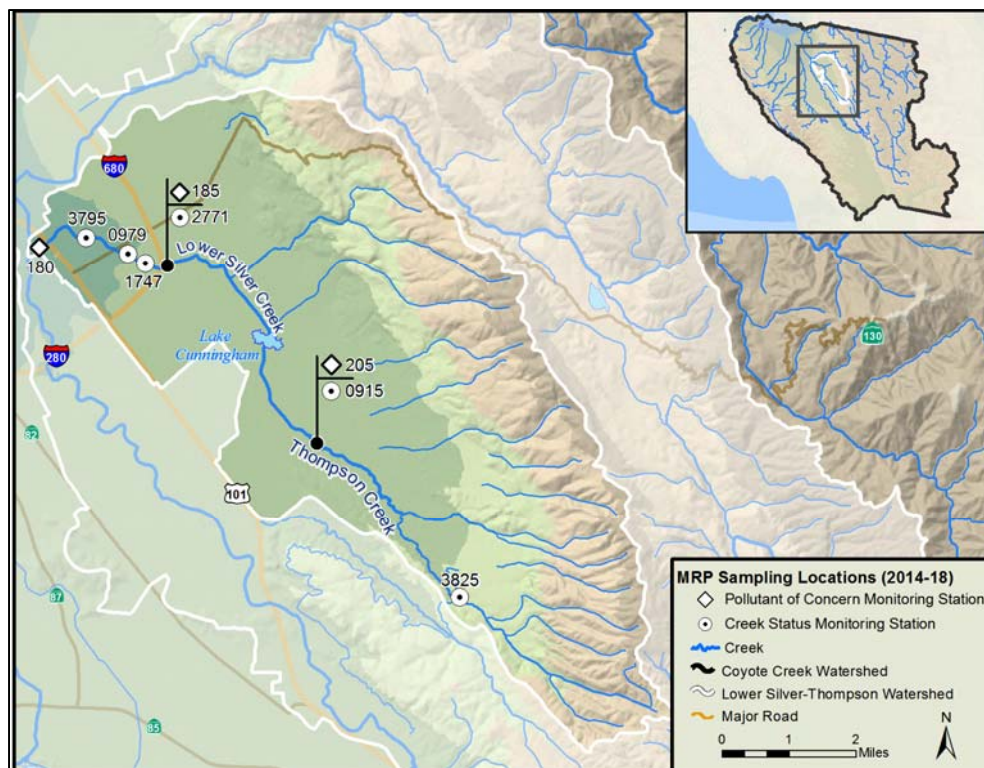 680
185
2771
3795
0979
180
1747
Lower Silver Creek
Lake
Cunningham
280
205
0915
130
82
Thompson Creek
101
3825
87
85
MRP Sampling Locations (2014-18)
Pollutant of Concern Monitoring Station
Creek Status Monitoring Station
Creek
Coyote Creek Watershed
Lower Silver-Thompson Watershed
Major Road
N
0 1 2
Miles